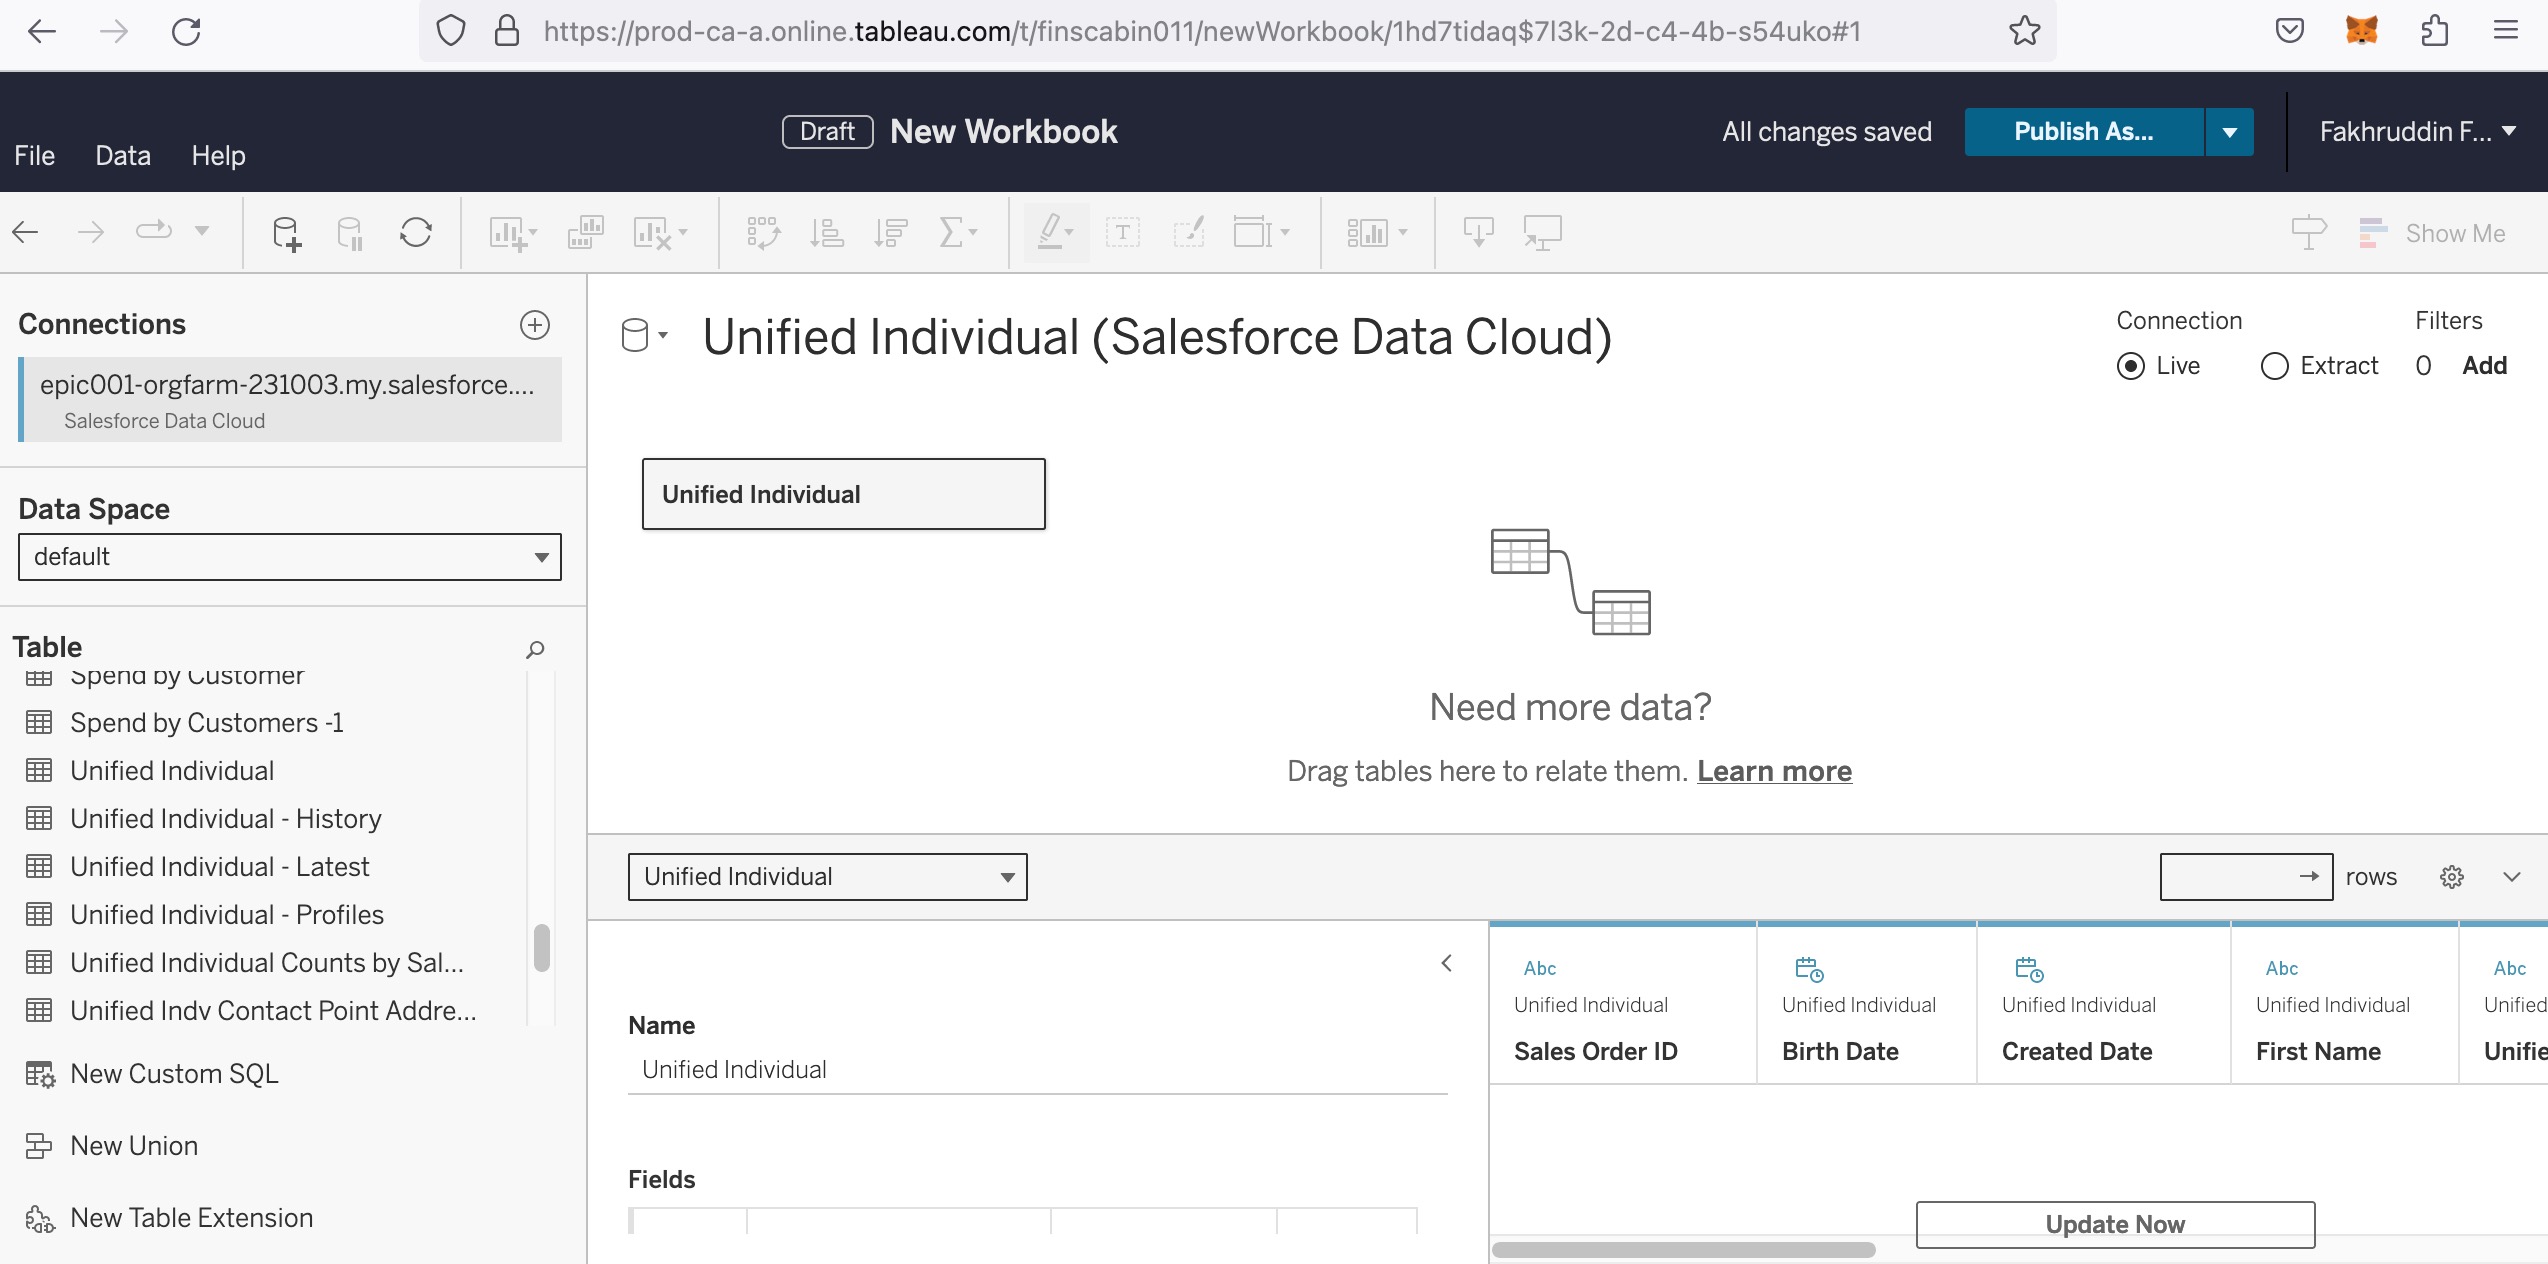 https://prod-ca-a.online.tableau.com/t/finscabin011/newWorkbook/1hd7tidaq$7l3k-2d-c4-4b-s54uko#1
File Data Help
Draft New Workbook
All changes saved
Publish As...
Fakhruddin F...
T
Show Me
Connections
epic001-orgfarm-231003.my.salesforce....
Salesforce Data Cloud
Data Space
default
Table
Spend by Customer
Spend by Customers -1
Unified Individual
Unified Individual - History
Unified Individual - Latest
Unified Individual - Profiles
Unified Individual Counts by Sal...
Unified Indv Contact Point Addre...
New Custom SQL
New Union
New Table Extension
Unified Individual (Salesforce Data Cloud)
Connection
Live Extract
Filters
0 Add
Unified Individual
Need more data?
Drag tables here to relate them. Learn more
Unified Individual
rows
Name
Unified Individual
Fields
Abc Abc Abc
Unified Individual Unified Individual Unified Individual Unified Individual Unified
Sales Order ID Birth Date Created Date First Name Unifie
Update Now